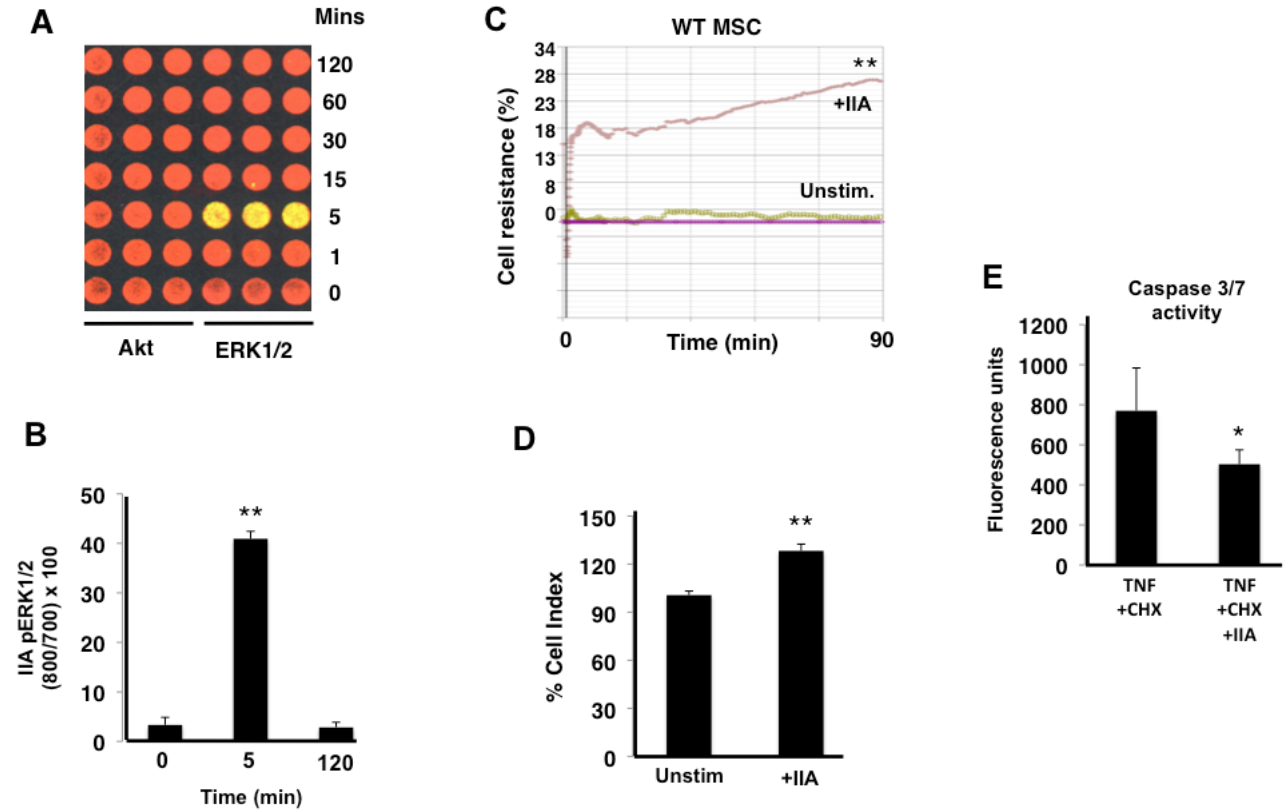 A
Mins
120
60
30
15
5
1
0
Akt
ERK1/2
B
IIA pERK1/2
(800/700) x 100
50
40
30
20
10
0
**
0
5
120
Time (min)
C
WT MSC
Cell resistance (%)
34
28
23
18
13
8
0
**
+IIA
Unstim.
0
Time (min)
90
D
% Cell Index
150
120
90
60
30
0
**
Unstim
+IIA
E
Caspase 3/7
activity
Fluorescence units
1200
1000
800
600
400
200
0
*
TNF
+CHX
TNF
+CHX
+IIA